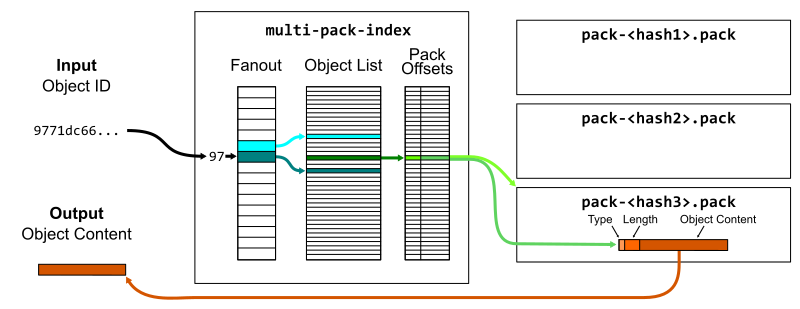 multi-pack-index
Input
Object ID
9771dc66...
Fanout
Object List
Pack
Offsets
97
pack-<hash1>.pack
pack-<hash2>.pack
pack-<hash3>.pack
Type
Length
Object Content
Output
Object Content